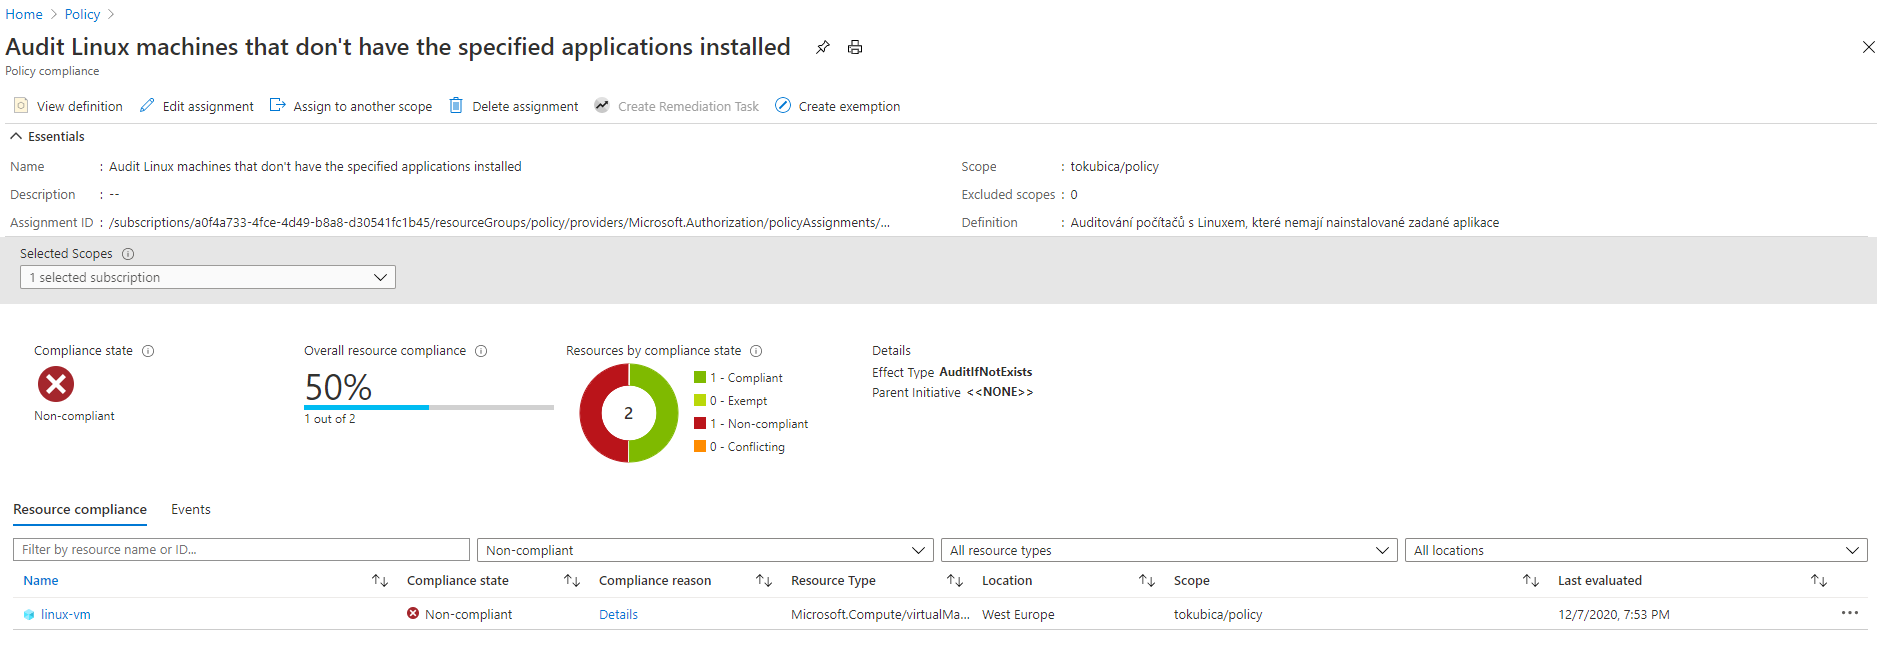 Home > Policy >
Audit Linux machines that don't have the specified applications installed
Policy compliance
View definition Edit assignment Assign to another scope Delete assignment Create Remediation Task Create exemption
Essentials
Name : Audit Linux machines that don't have the specified applications installed Scope : tokubica/policy
Description : -- Excluded scopes : 0
Assignment ID : /subscriptions/a0f4a733-4fce-4d49-b8a8-d30541fc1b45/resourceGroups/policy/providers/Microsoft.Authorization/policyAssignments/... Definition : Auditování počítačů s Linuxem, které nemají nainstalované zadané aplikace
Selected Scopes
1 selected subscription
Compliance state
Non-compliant
Overall resource compliance
50%
1 out of 2
Resources by compliance state
2
1 - Compliant
0 - Exempt
1 - Non-compliant
0 - Conflicting
Details
Effect Type AuditIfNotExists
Parent Initiative <<NONE>>
Resource compliance Events
Filter by resource name or ID... Non-compliant All resource types All locations
Name Compliance state Compliance reason Resource Type Location Scope Last evaluated
linux-vm Non-compliant Details Microsoft.Compute/virtualMa... West Europe tokubica/policy 12/7/2020, 7:53 PM ...